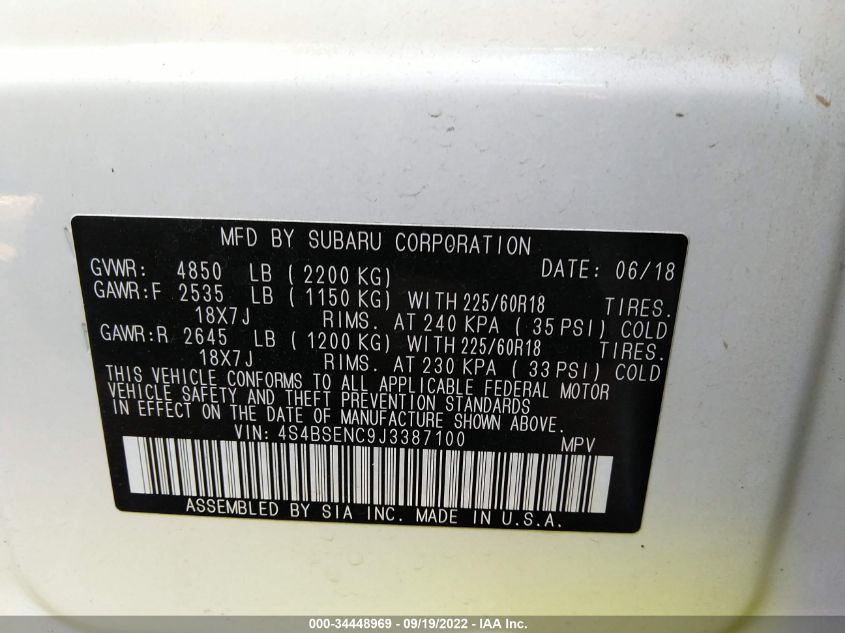 MFD BY SUBARU CORPORATION
GVWR: 4850 LB ( 2200 KG) DATE: 06/18
GAWR:F 2535 LB ( 1150 KG) WITH 225/60R18 TIRES.
18X7J RIMS. AT 240 KPA ( 35 PSI) COLD
GAWR:R 2645 LB ( 1200 KG) WITH 225/60R18 TIRES.
18X7J RIMS. AT 230 KPA ( 33 PSI) COLD
THIS VEHICLE CONFORMS TO ALL APPLICABLE FEDERAL MOTOR
VEHICLE SAFETY AND THEFT PREVENTION STANDARDS
IN EFFECT ON THE DATE OF MANUFACTURE SHOWN ABOVE.
VIN: 4S4BSENC9J3387100 MPV
ASSEMBLED BY SIA INC. MADE IN U.S.A.
000-34448969 - 09/19/2022 - IAA Inc.